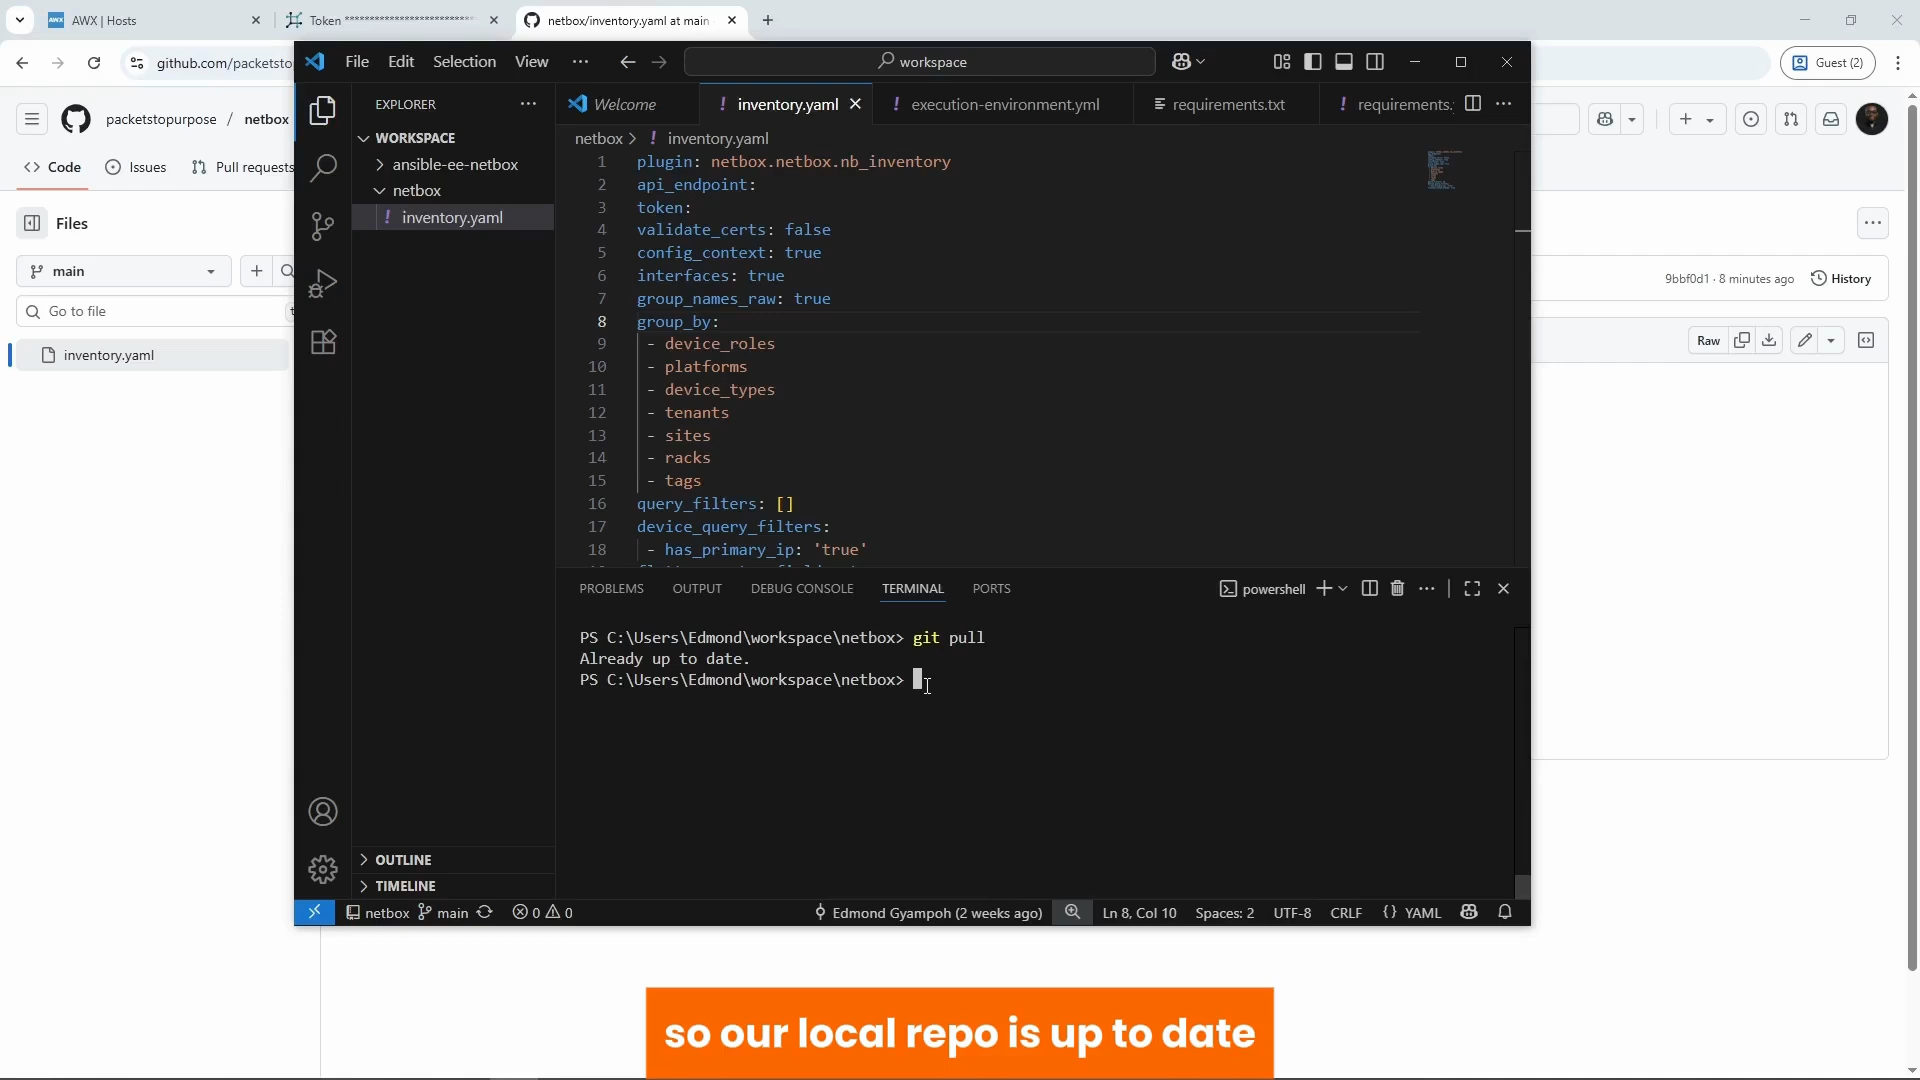 AWX | Hosts
Token ****************************
netbox/inventory.yaml at main
github.com/packetsto
Guest (2)
File Edit Selection View
workspace
packetstopurpose / netbox
Code
Issues
Pull requests
Files
main
Go to file
inventory.yaml
9bbf0d1 · 8 minutes ago
History
Raw
EXPLORER
WORKSPACE
ansible-ee-netbox
netbox
inventory.yaml
OUTLINE
TIMELINE
Welcome
! inventory.yaml
! execution-environment.yml
requirements.txt
! requirements.
netbox > ! inventory.yaml
1 plugin: netbox.netbox.nb_inventory
2 api_endpoint:
3 token:
4 validate_certs: false
5 config_context: true
6 interfaces: true
7 group_names_raw: true
8 group_by:
9 - device_roles
10 - platforms
11 - device_types
12 - tenants
13 - sites
14 - racks
15 - tags
16 query_filters: []
17 device_query_filters:
18 - has_primary_ip: 'true'
PROBLEMS OUTPUT DEBUG CONSOLE TERMINAL PORTS
powershell
PS C:\Users\Edmond\workspace\netbox> git pull
Already up to date.
PS C:\Users\Edmond\workspace\netbox>
netbox main 0 0
Edmond Gyampoh (2 weeks ago)
Ln 8, Col 10 Spaces: 2 UTF-8 CRLF {} YAML
so our local repo is up to date